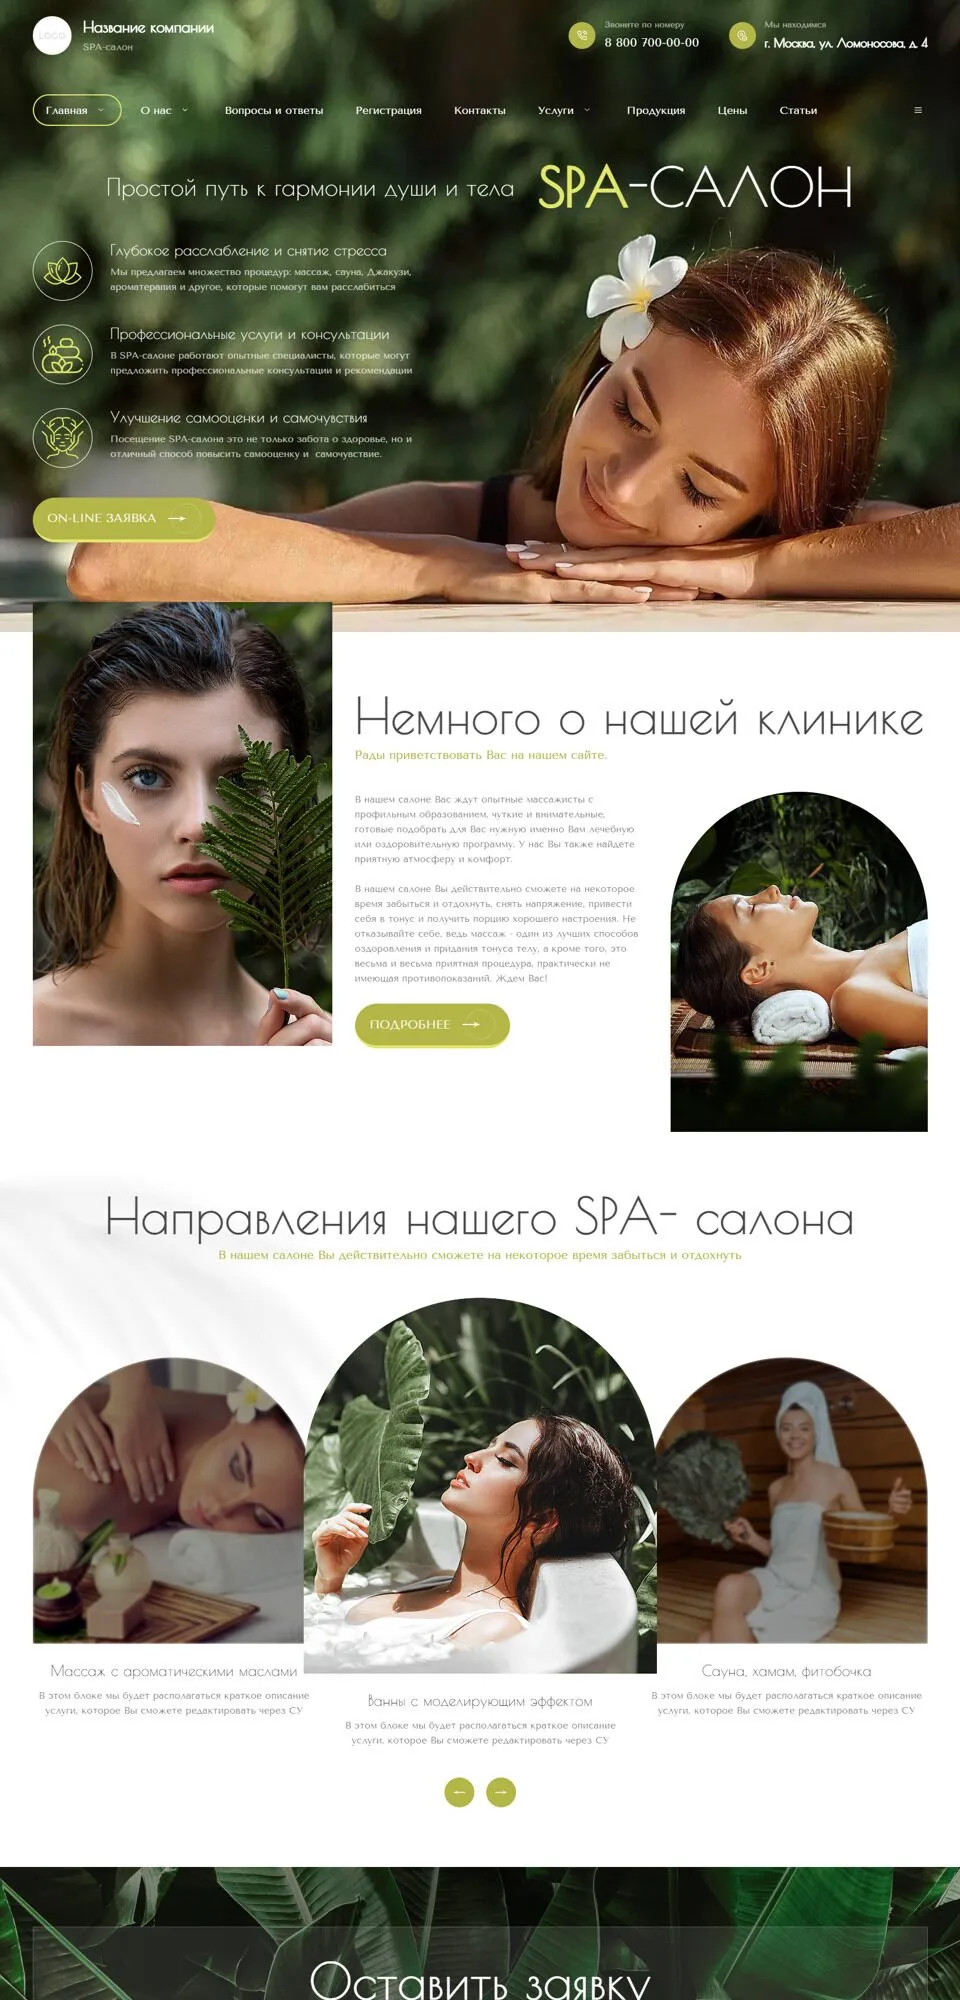 LOGO
Название компании
SPA-салон
Звоните по номеру
8 800 700-00-00
Мы находимся
г. Москва, ул. Ломоносова, д. 4
Главная
О нас
Вопросы и ответы
Регистрация
Контакты
Услуги
Продукция
Цены
Статьи
Простой путь к гармонии души и тела
SPA-САЛОН
Глубокое расслабление и снятие стресса
Мы предлагаем множество процедур: массаж, сауна, Джакузи,
ароматерапия и другое, которые помогут вам расслабиться
Профессиональные услуги и консультации
В SPA-салоне работают опытные специалисты, которые могут
предложить профессиональные консультации и рекомендации
Улучшение самооценки и самочувствия
Посещение SPA-салона это не только забота о здоровье, но и
отличный способ повысить самооценку и самочувствие.
ON-LINE ЗАЯВКА
Немного о нашей клинике
Рады приветствовать Вас на нашем сайте.
В нашем салоне Вас ждут опытные массажисты с
профильным образованием, чуткие и внимательные,
готовые подобрать для Вас нужную именно Вам лечебную
или оздоровительную программу. У нас Вы также найдете
приятную атмосферу и комфорт.
В нашем салоне Вы действительно сможете на некоторое
время забыться и отдохнуть, снять напряжение, привести
себя в тонус и получить порцию хорошего настроения. Не
отказывайте себе, ведь массаж - один из лучших способов
оздоровления и придания тонуса телу, а кроме того, это
весьма и весьма приятная процедура, практически не
имеющая противопоказаний. Ждем Вас!
ПОДРОБНЕЕ
Направления нашего SPA- салона
В нашем салоне Вы действительно сможете на некоторое время забыться и отдохнуть
Массаж с ароматическими маслами
В этом блоке мы будет располагаться краткое описание
услуги, которое Вы сможете редактировать через СУ
Ванны с моделирующим эффектом
В этом блоке мы будет располагаться краткое описание
услуги, которое Вы сможете редактировать через СУ
Сауна, хамам, фитобочка
В этом блоке мы будет располагаться краткое описание
услуги, которое Вы сможете редактировать через СУ
Оставить заявку